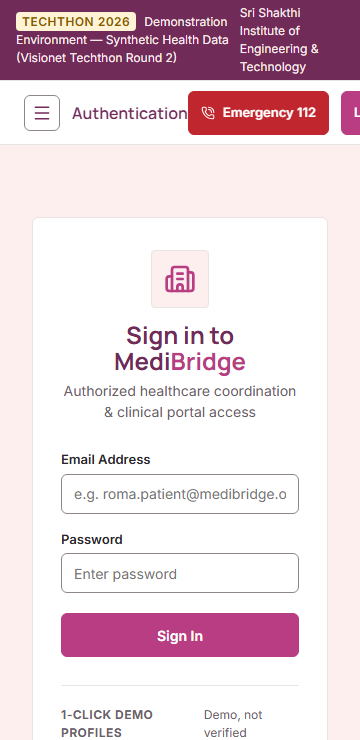 TECHTHON 2026 Demonstration
Environment — Synthetic Health Data
(Visionet Techthon Round 2)
Sri Shakthi
Institute of
Engineering &
Technology
Authentication
Emergency 112
L
Sign in to
MediBridge
Authorized healthcare coordination
& clinical portal access
Email Address
e.g. roma.patient@medibridge.o
Password
Enter password
Sign In
1-CLICK DEMO
PROFILES
Demo, not
verified